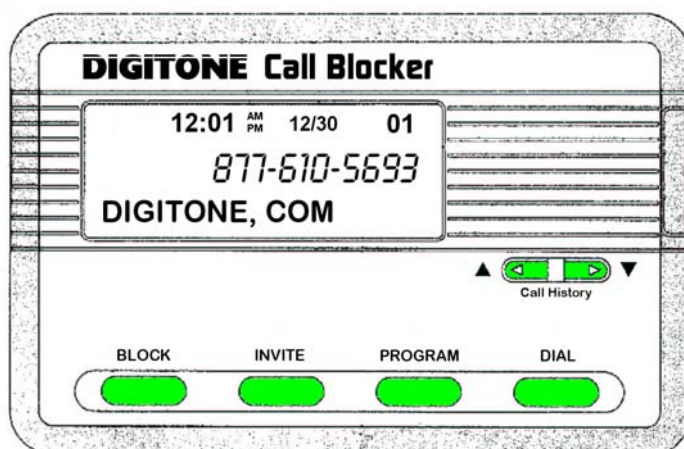 DIGITONE Call Blocker
12:01 AM PM 12/30 01
877-610-5693
DIGITONE, COM
Call History
BLOCK INVITE PROGRAM DIAL